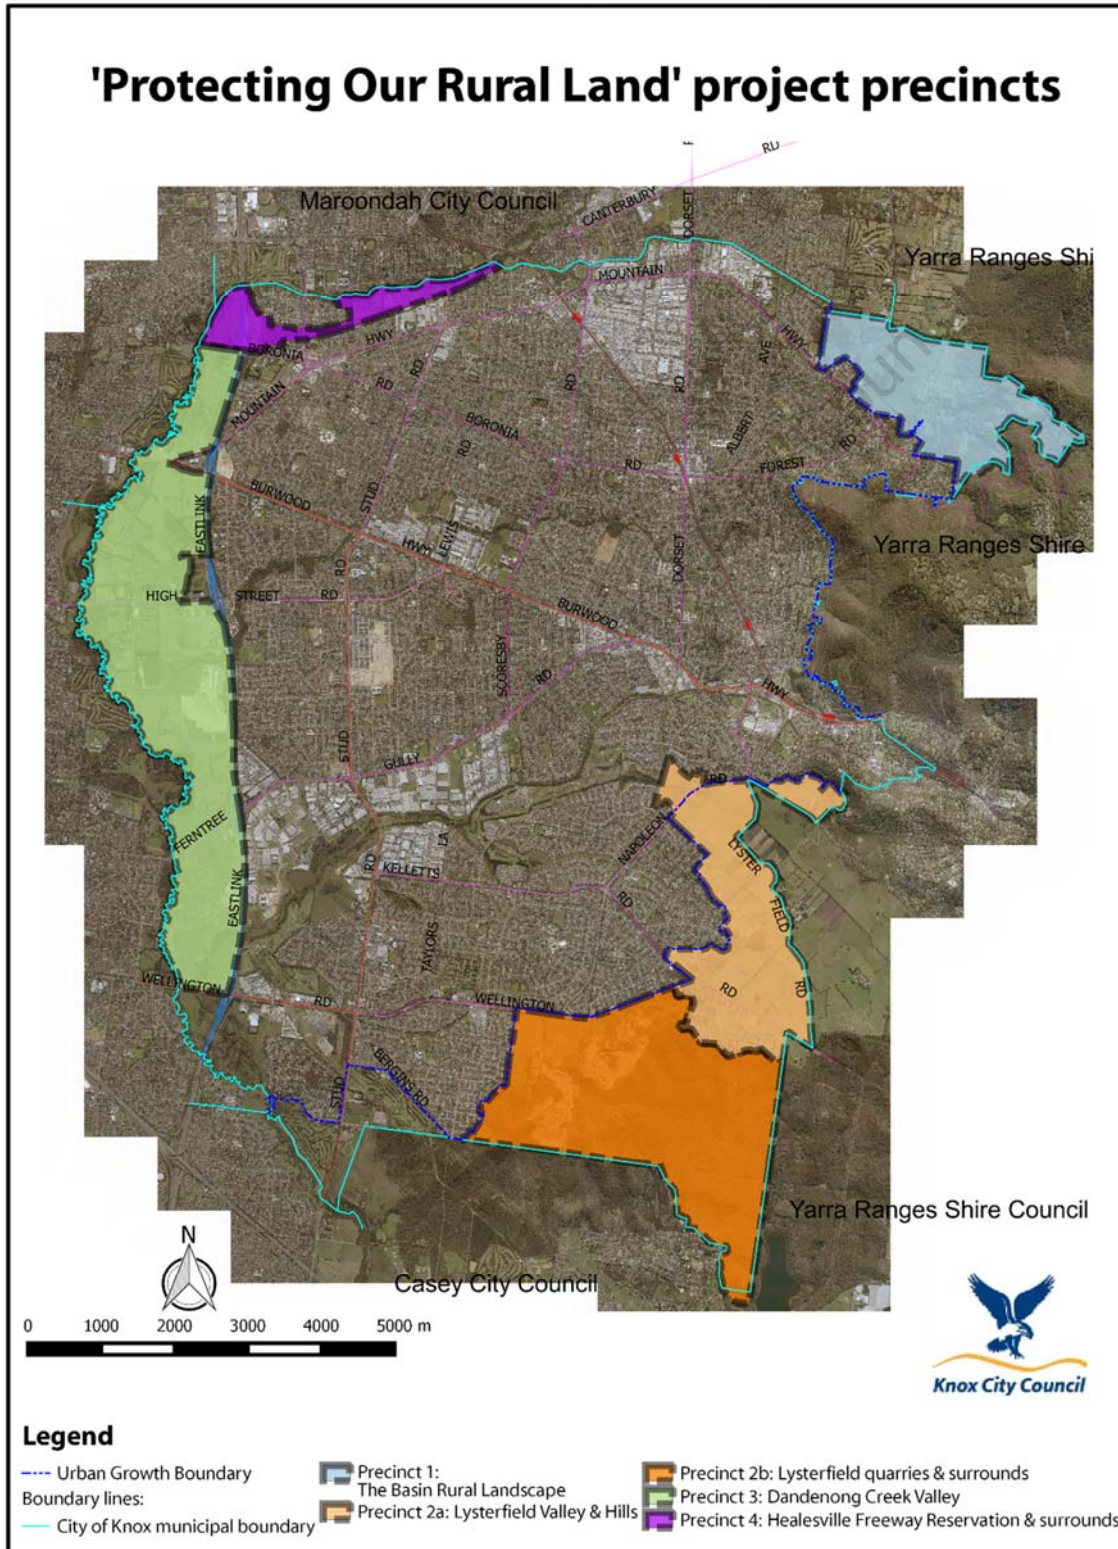 'Protecting Our Rural Land' project precincts
RD
CANTERBURY
DORSET
Maroondah City Council
Yarra Ranges Shi
MOUNTAIN
HWY
BORONIA
HWY
AVE
MOUNTAIN
RD
RD
RD
RD
BORONIA
RD
ALBERT
RD
RD
FOREST
BURWOOD
STUD
EASTLINK
HWY
LEWIS
DORSET
Yarra Ranges Shire
HIGH
STREET
RD
RD
BURWOOD
SCORESBY
RD
HWY
STUD
GULLY
RD
FERNTREE
NAPOLEON
LYSTER
LA
RD
KELLETTS
EASTLINK
RD
FIELD
TAYLORS
WELLINGTON
RD
WELLINGTON
RD
RD
BERGINS RD
STUD
Yarra Ranges Shire Council
N
Casey City Council
0 1000 2000 3000 4000 5000 m
Knox City Council
Legend
Urban Growth Boundary
Boundary lines:
City of Knox municipal boundary
Precinct 1:
The Basin Rural Landscape
Precinct 2a: Lysterfield Valley & Hills
Precinct 2b: Lysterfield quarries & surrounds
Precinct 3: Dandenong Creek Valley
Precinct 4: Healesville Freeway Reservation & surrounds